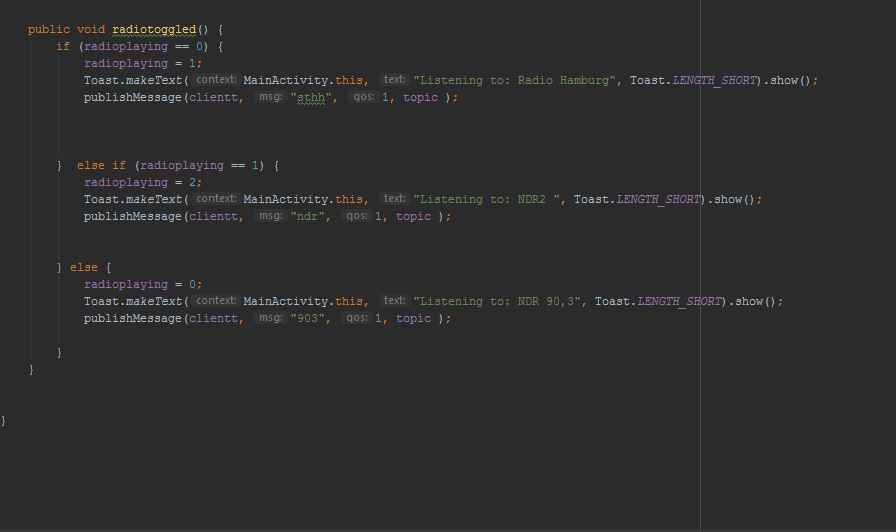 public void radiotoggled() {
if (radioplaying == 0) {
radioplaying = 1;
Toast.makeText( context: MainActivity.this, text: "Listening to: Radio Hamburg", Toast.LENGTH_SHORT).show();
publishMessage(clientt, msg: "sthh", qos: 1, topic );
} else if (radioplaying == 1) {
radioplaying = 2;
Toast.makeText( context: MainActivity.this, text: "Listening to: NDR2 ", Toast.LENGTH_SHORT).show();
publishMessage(clientt, msg: "ndr", qos: 1, topic );
} else {
radioplaying = 0;
Toast.makeText( context: MainActivity.this, text: "Listening to: NDR 90,3", Toast.LENGTH_SHORT).show();
publishMessage(clientt, msg: "903", qos: 1, topic );
}
}
}